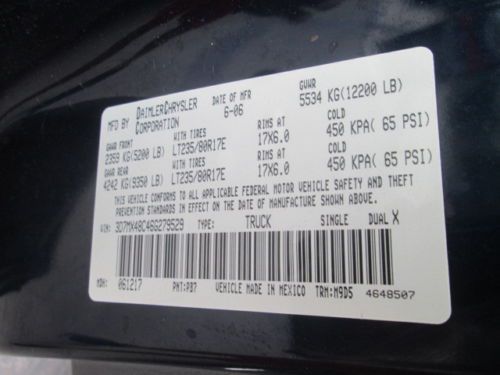 MFD BY DAIMLERCHRYSLER CORPORATION DATE OF MFR 6-06 GVWR 5534 KG(12200 LB)
GAWR FRONT WITH TIRES RIMS AT COLD
2359 KG(5200 LB) LT235/80R17E 17X6.0 450 KPA( 65 PSI)
GAWR REAR WITH TIRES RIMS AT COLD
4242 KG(9350 LB) LT235/80R17E 17X6.0 450 KPA( 65 PSI)
THIS VEHICLE CONFORMS TO ALL APPLICABLE FEDERAL MOTOR VEHICLE SAFETY AND THEFT
PREVENTION STANDARDS IN EFFECT ON THE DATE OF MANUFACTURE SHOWN ABOVE.
VIN: 3D7MX48C46G279529 TYPE: TRUCK SINGLE DUAL X
MDH: 061217 PNT:PB7 VEHICLE MADE IN MEXICO TRM:M9D5 4648507